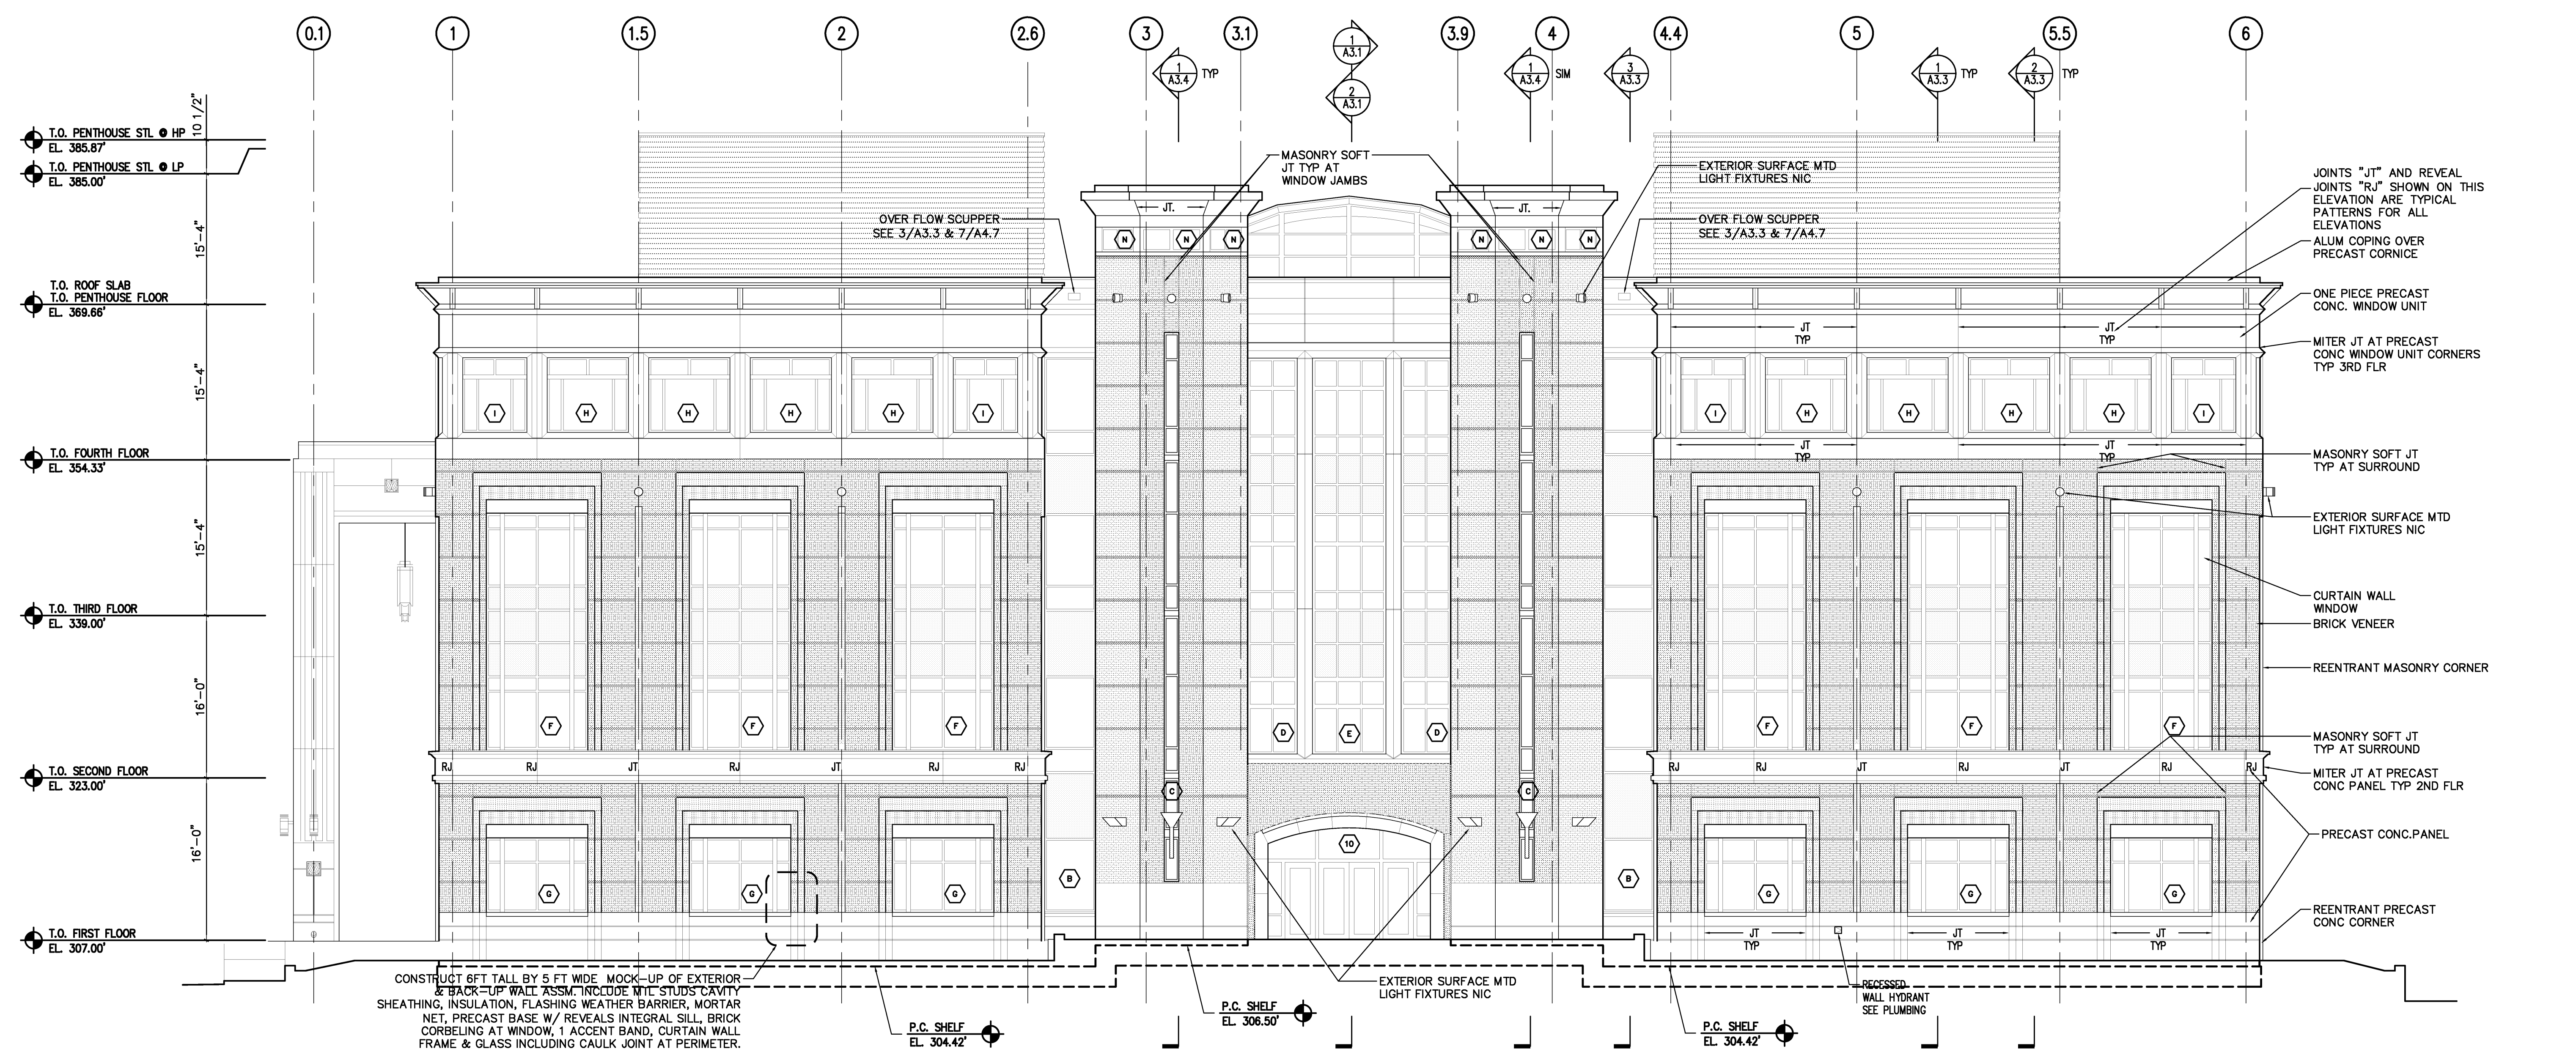 0.1
1
1.5
2
2.6
3
3.1
3.9
4
4.4
5
5.5
6
1
A3.4
TYP
1
A3.1
2
A3.1
1
A3.4
SIM
3
A3.3
1
A3.3
TYP
2
A3.3
TYP
10 1/2"
T.O. PENTHOUSE STL @ HP
EL. 385.87'
T.O. PENTHOUSE STL @ LP
EL. 385.00'
15'-4"
T.O. ROOF SLAB
T.O. PENTHOUSE FLOOR
EL. 369.66'
15'-4"
T.O. FOURTH FLOOR
EL. 354.33'
15'-4"
T.O. THIRD FLOOR
EL. 339.00'
16'-0"
T.O. SECOND FLOOR
EL. 323.00'
16'-0"
T.O. FIRST FLOOR
EL. 307.00'
MASONRY SOFT
JT TYP AT
WINDOW JAMBS
EXTERIOR SURFACE MTD
LIGHT FIXTURES NIC
OVER FLOW SCUPPER
SEE 3/A3.3 & 7/A4.7
OVER FLOW SCUPPER
SEE 3/A3.3 & 7/A4.7
JT.
JT.
N
N
N
N
N
N
JOINTS "JT" AND REVEAL
JOINTS "RJ" SHOWN ON THIS
ELEVATION ARE TYPICAL
PATTERNS FOR ALL
ELEVATIONS
ALUM COPING OVER
PRECAST CORNICE
ONE PIECE PRECAST
CONC. WINDOW UNIT
MITER JT AT PRECAST
CONC WINDOW UNIT CORNERS
TYP 3RD FLR
JT
TYP
JT
TYP
I
H
H
H
H
I
I
H
H
H
H
I
JT
TYP
JT
TYP
MASONRY SOFT JT
TYP AT SURROUND
EXTERIOR SURFACE MTD
LIGHT FIXTURES NIC
CURTAIN WALL
WINDOW
BRICK VENEER
REENTRANT MASONRY CORNER
F
F
F
D
E
D
F
F
F
MASONRY SOFT JT
TYP AT SURROUND
MITER JT AT PRECAST
CONC PANEL TYP 2ND FLR
RJ
RJ
JT
RJ
JT
RJ
RJ
RJ
RJ
JT
RJ
JT
RJ
RJ
C
C
PRECAST CONC.PANEL
10
B
B
G
G
G
G
G
G
REENTRANT PRECAST
CONC CORNER
JT
TYP
JT
TYP
JT
TYP
CONSTRUCT 6FT TALL BY 5 FT WIDE MOCK-UP OF EXTERIOR
& BACK-UP WALL ASSM. INCLUDE MTL STUDS CAVITY
SHEATHING, INSULATION, FLASHING WEATHER BARRIER, MORTAR
NET, PRECAST BASE W/ REVEALS INTEGRAL SILL, BRICK
CORBELING AT WINDOW, 1 ACCENT BAND, CURTAIN WALL
FRAME & GLASS INCLUDING CAULK JOINT AT PERIMETER.
P.C. SHELF
EL. 304.42'
P.C. SHELF
EL. 306.50'
EXTERIOR SURFACE MTD
LIGHT FIXTURES NIC
P.C. SHELF
EL. 304.42'
RECESSED
WALL HYDRANT
SEE PLUMBING